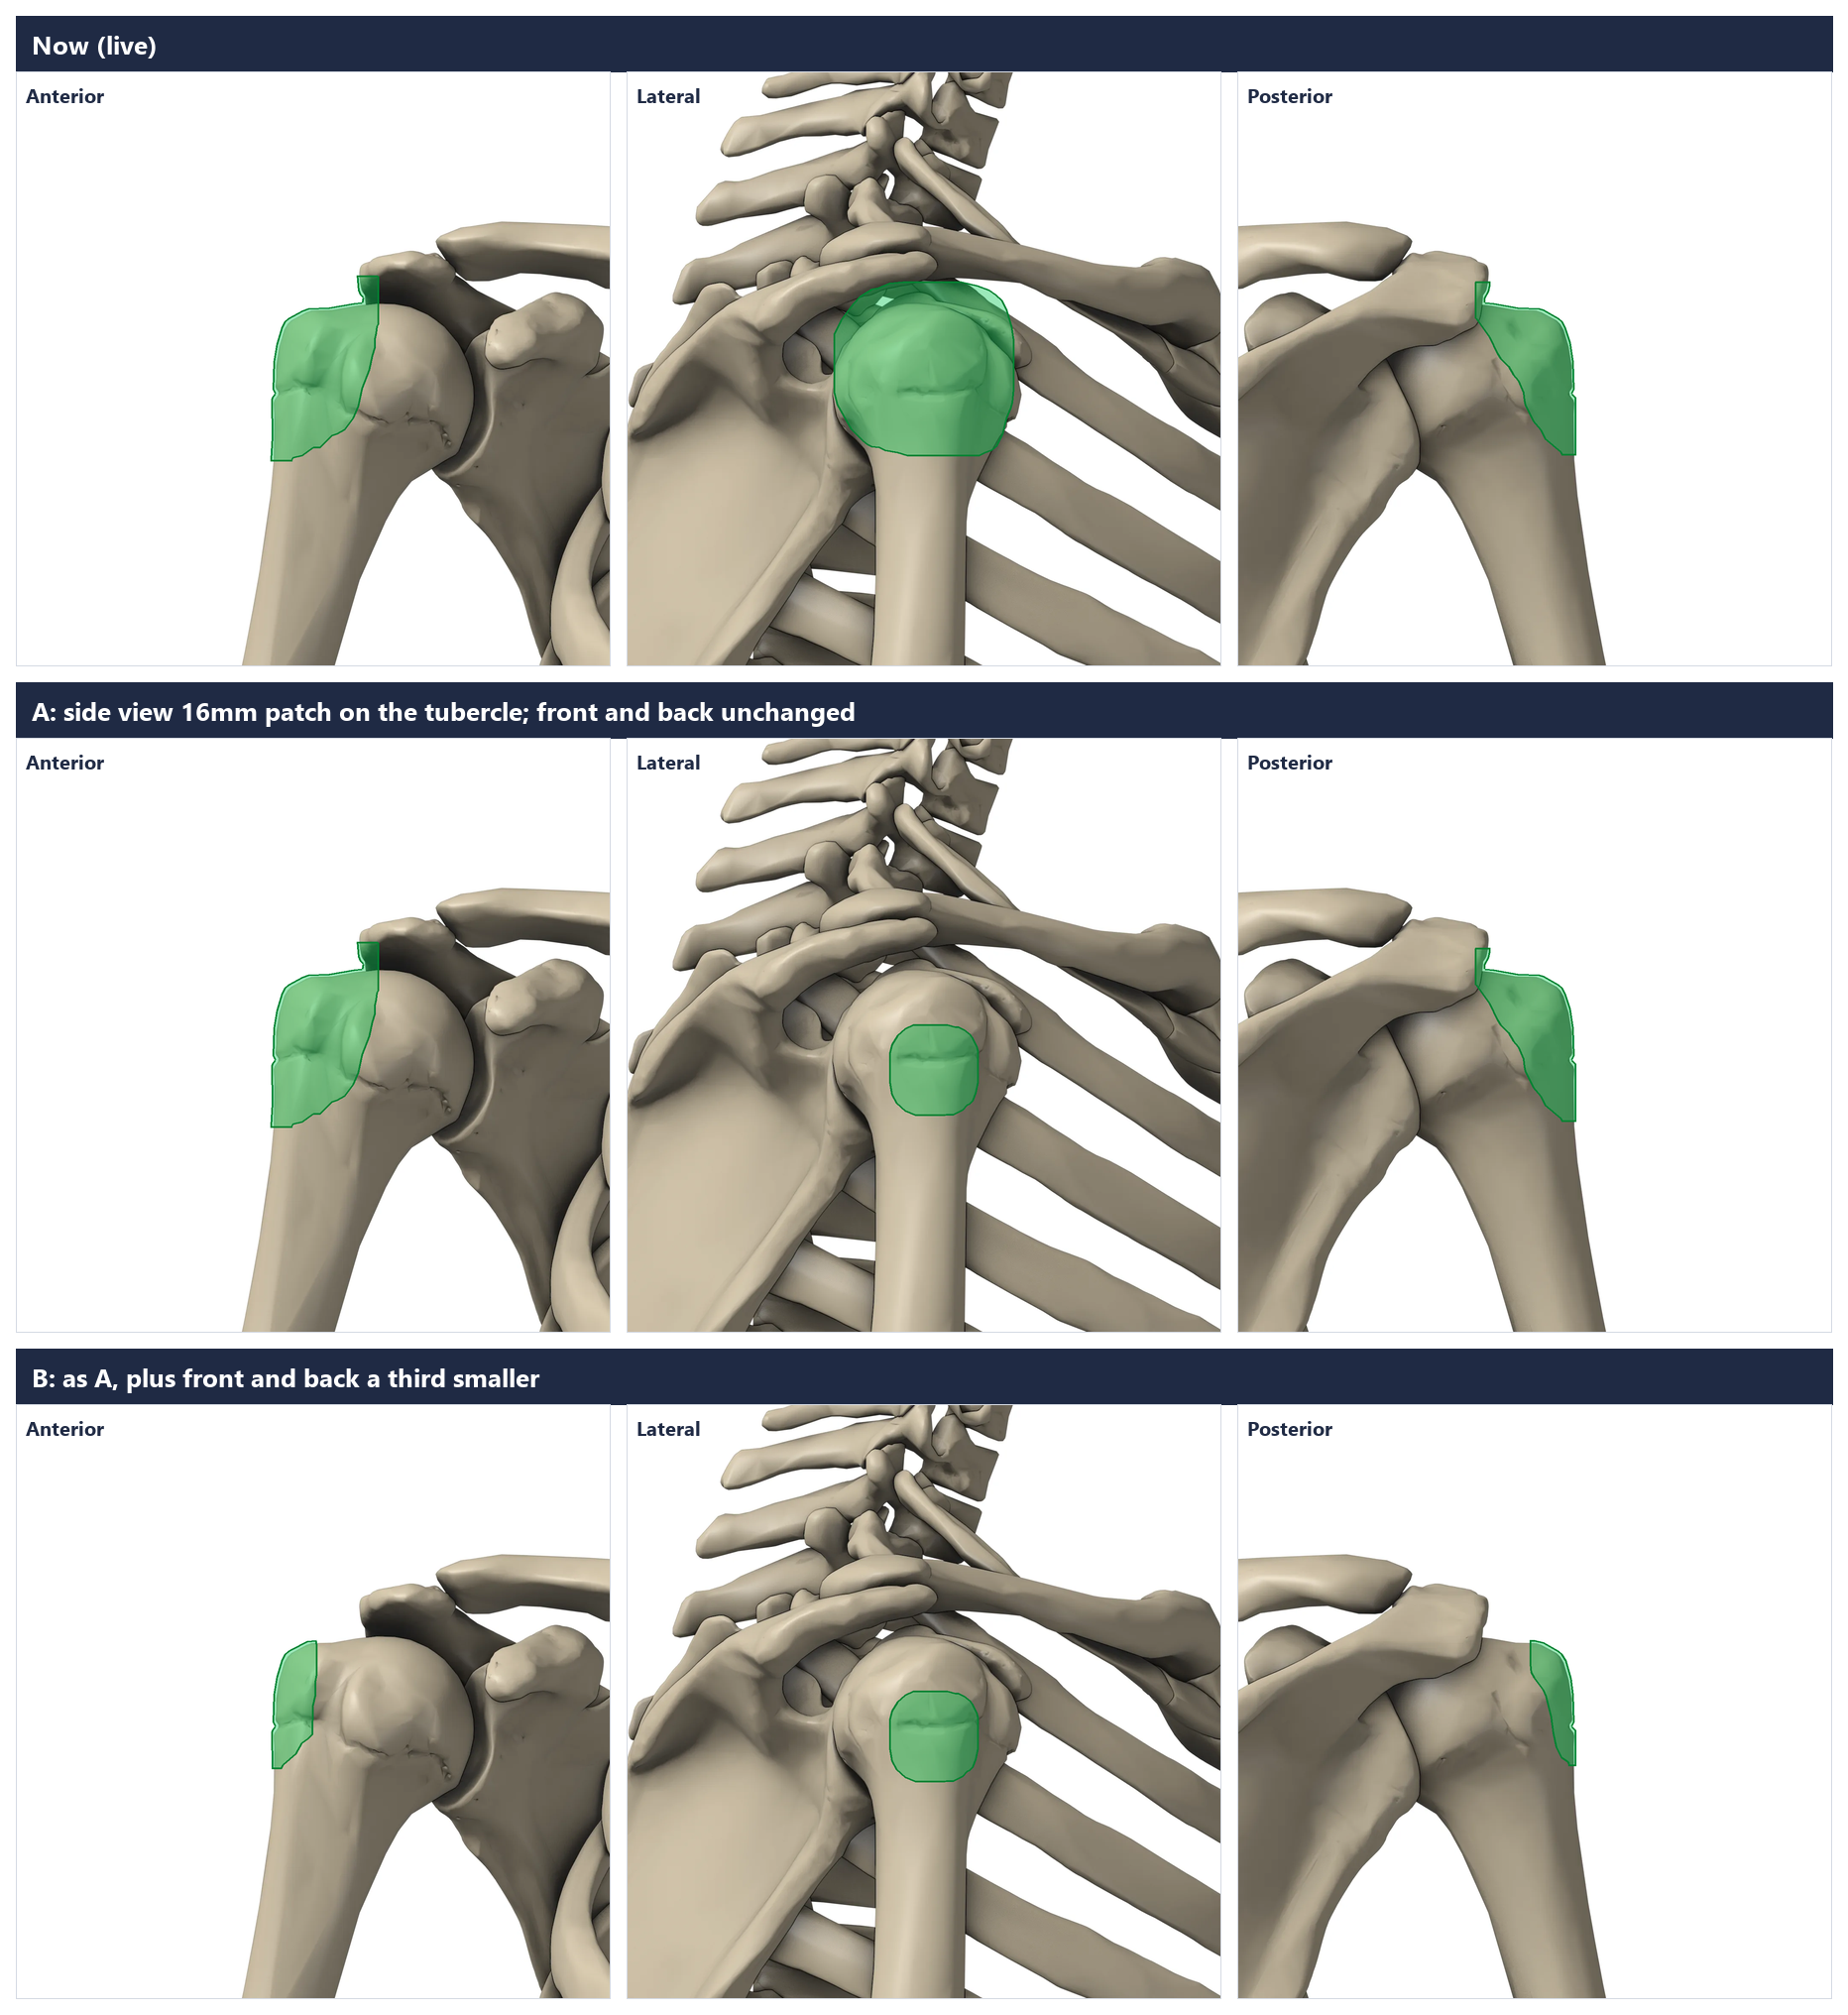 Now (live)
Anterior
Lateral
Posterior
A: side view 16mm patch on the tubercle; front and back unchanged
Anterior
Lateral
Posterior
B: as A, plus front and back a third smaller
Anterior
Lateral
Posterior